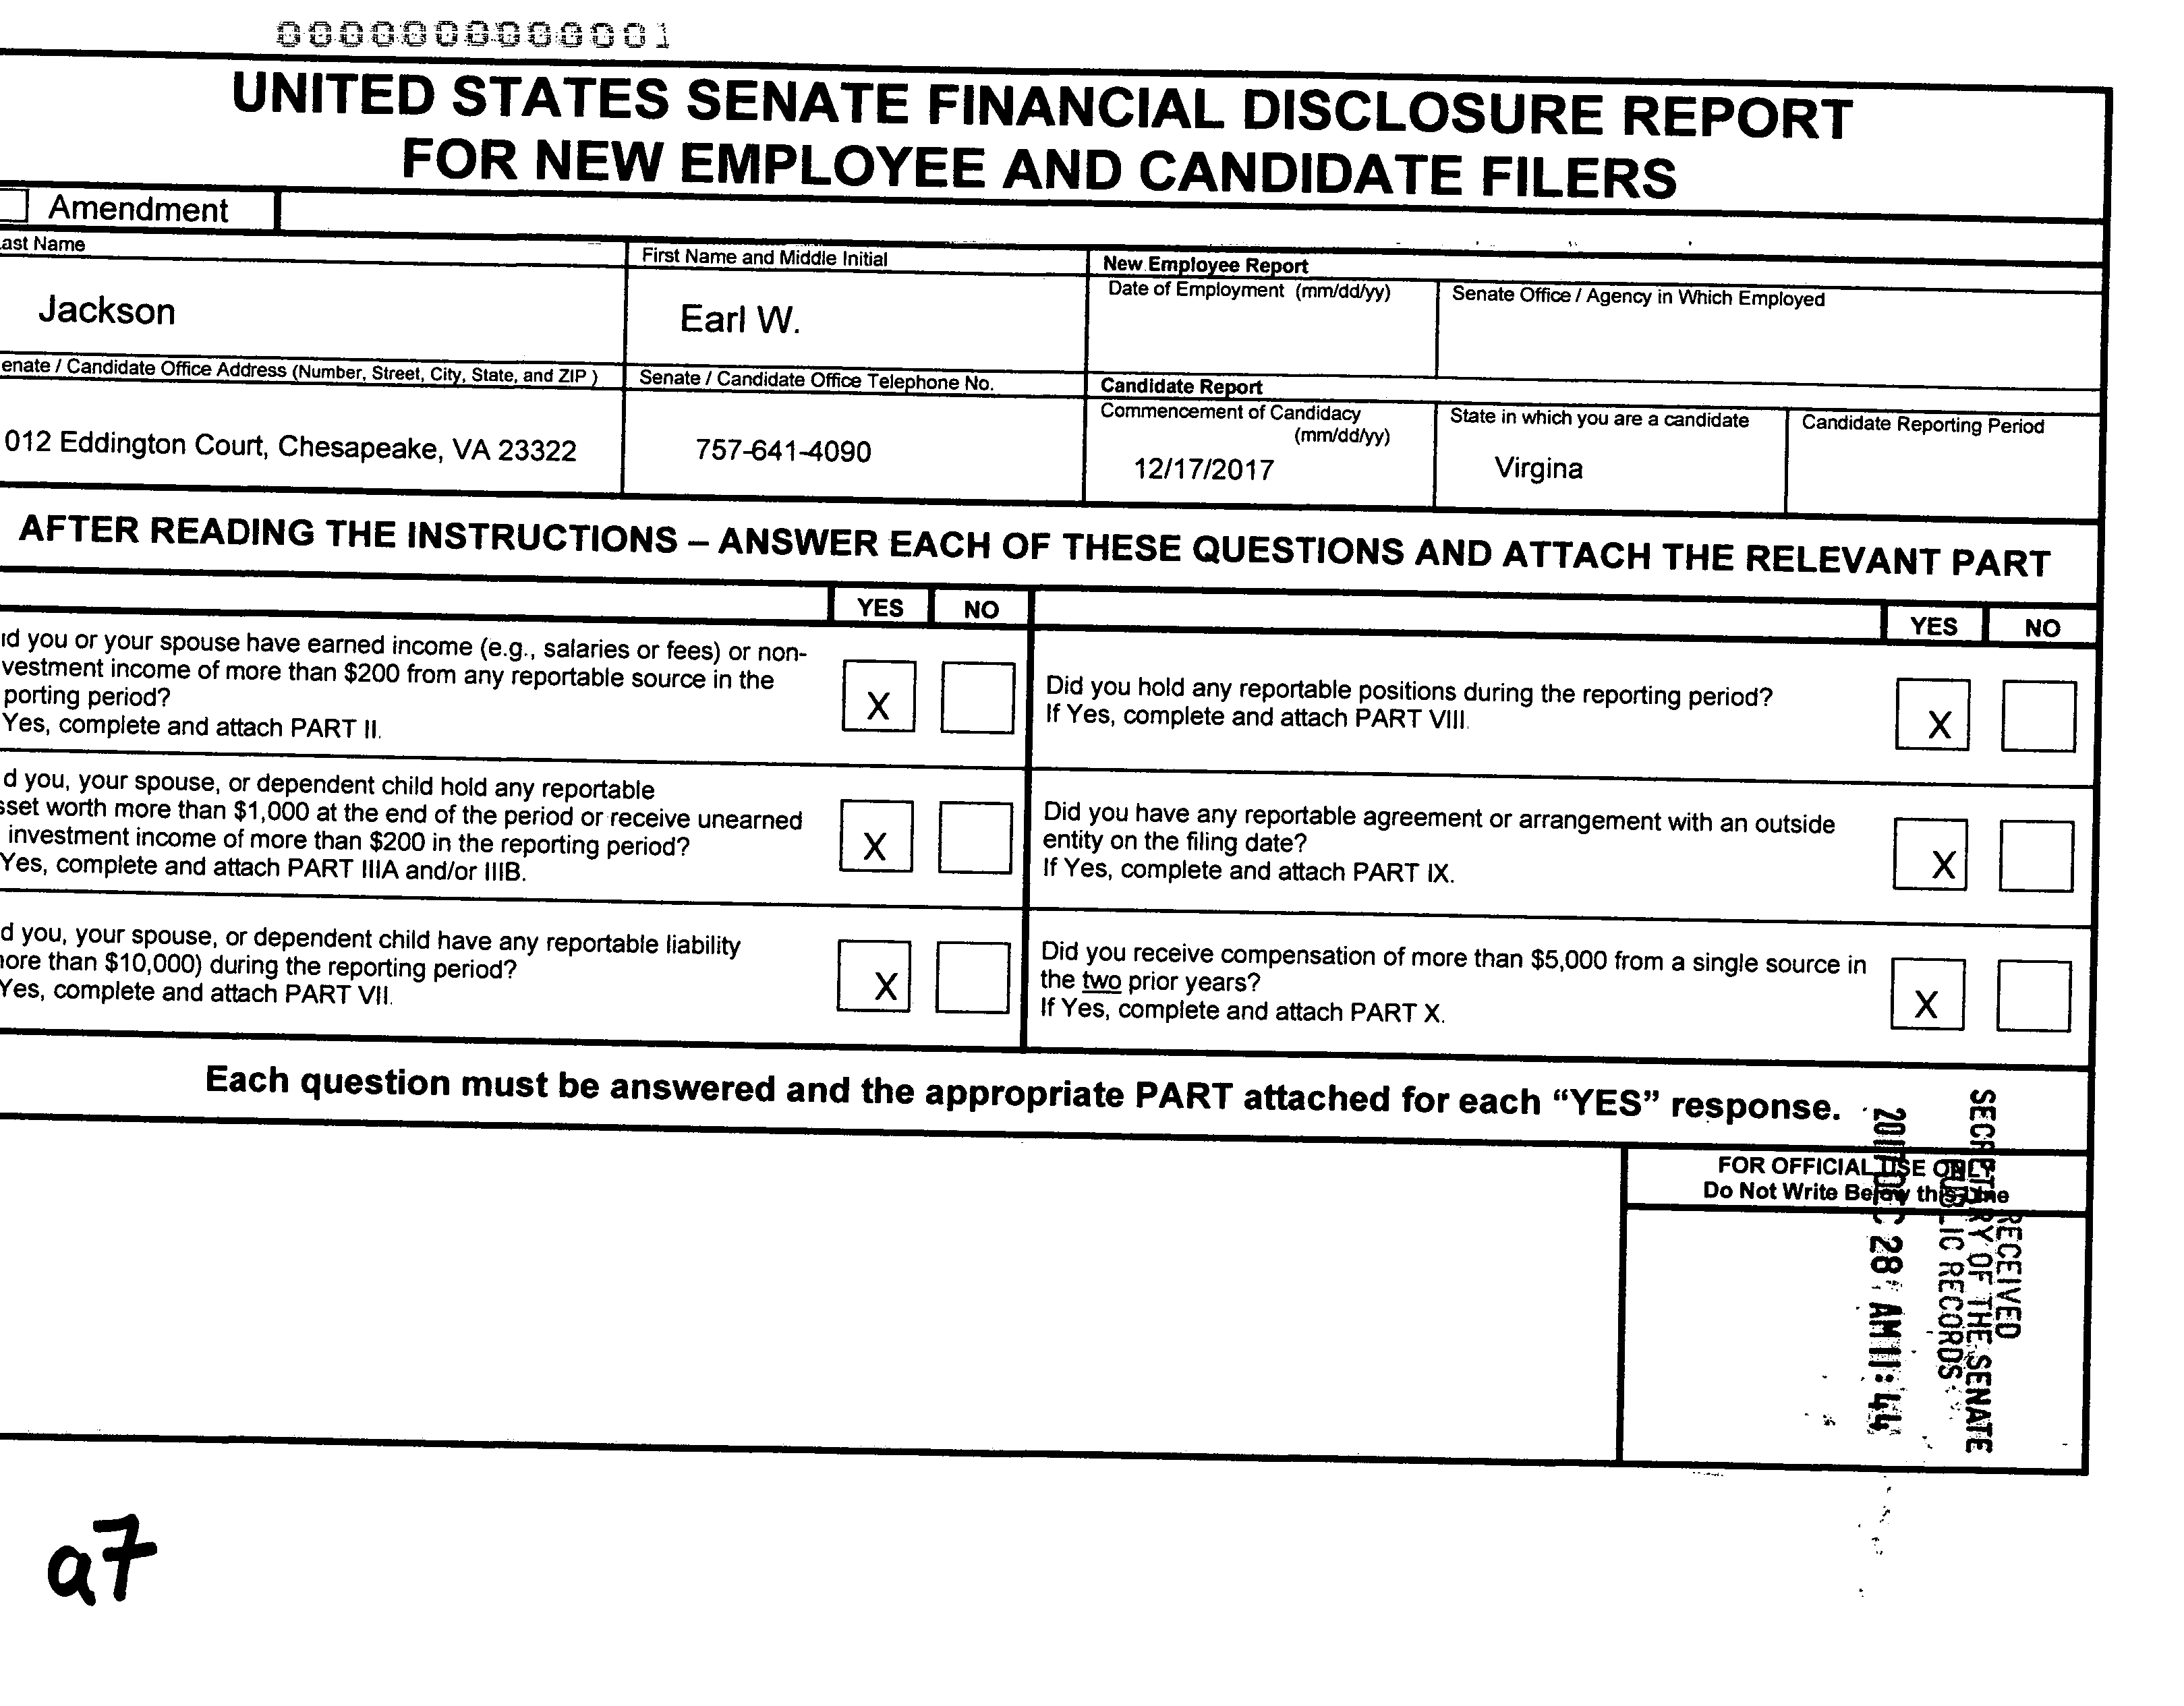 0000000000001
UNITED STATES SENATE FINANCIAL DISCLOSURE REPORT
FOR NEW EMPLOYEE AND CANDIDATE FILERS
Amendment
ast Name
First Name and Middle Initial
New Employee Report
Date of Employment (mm/dd/yy)
Senate Office / Agency in Which Employed
Jackson
Earl W.
enate / Candidate Office Address (Number, Street, City, State, and ZIP )
Senate / Candidate Office Telephone No.
Candidate Report
Commencement of Candidacy
(mm/dd/yy)
State in which you are a candidate
Candidate Reporting Period
012 Eddington Court, Chesapeake, VA 23322
757-641-4090
12/17/2017
Virgina
AFTER READING THE INSTRUCTIONS – ANSWER EACH OF THESE QUESTIONS AND ATTACH THE RELEVANT PART
YES
NO
YES
NO
id you or your spouse have earned income (e.g., salaries or fees) or non-
vestment income of more than $200 from any reportable source in the
porting period?
Yes, complete and attach PART II.
X
Did you hold any reportable positions during the reporting period?
If Yes, complete and attach PART VIII.
X
d you, your spouse, or dependent child hold any reportable
sset worth more than $1,000 at the end of the period or receive unearned
investment income of more than $200 in the reporting period?
Yes, complete and attach PART IIIA and/or IIIB.
X
Did you have any reportable agreement or arrangement with an outside
entity on the filing date?
If Yes, complete and attach PART IX.
X
d you, your spouse, or dependent child have any reportable liability
ore than $10,000) during the reporting period?
Yes, complete and attach PART VII.
X
Did you receive compensation of more than $5,000 from a single source in
the two prior years?
If Yes, complete and attach PART X.
X
Each question must be answered and the appropriate PART attached for each “YES” response.
FOR OFFICIAL USE ONLY
Do Not Write Below this Line
RECEIVED
SECRETARY OF THE SENATE
PUBLIC RECORDS
2017 DEC 28 AM 11:44
a7